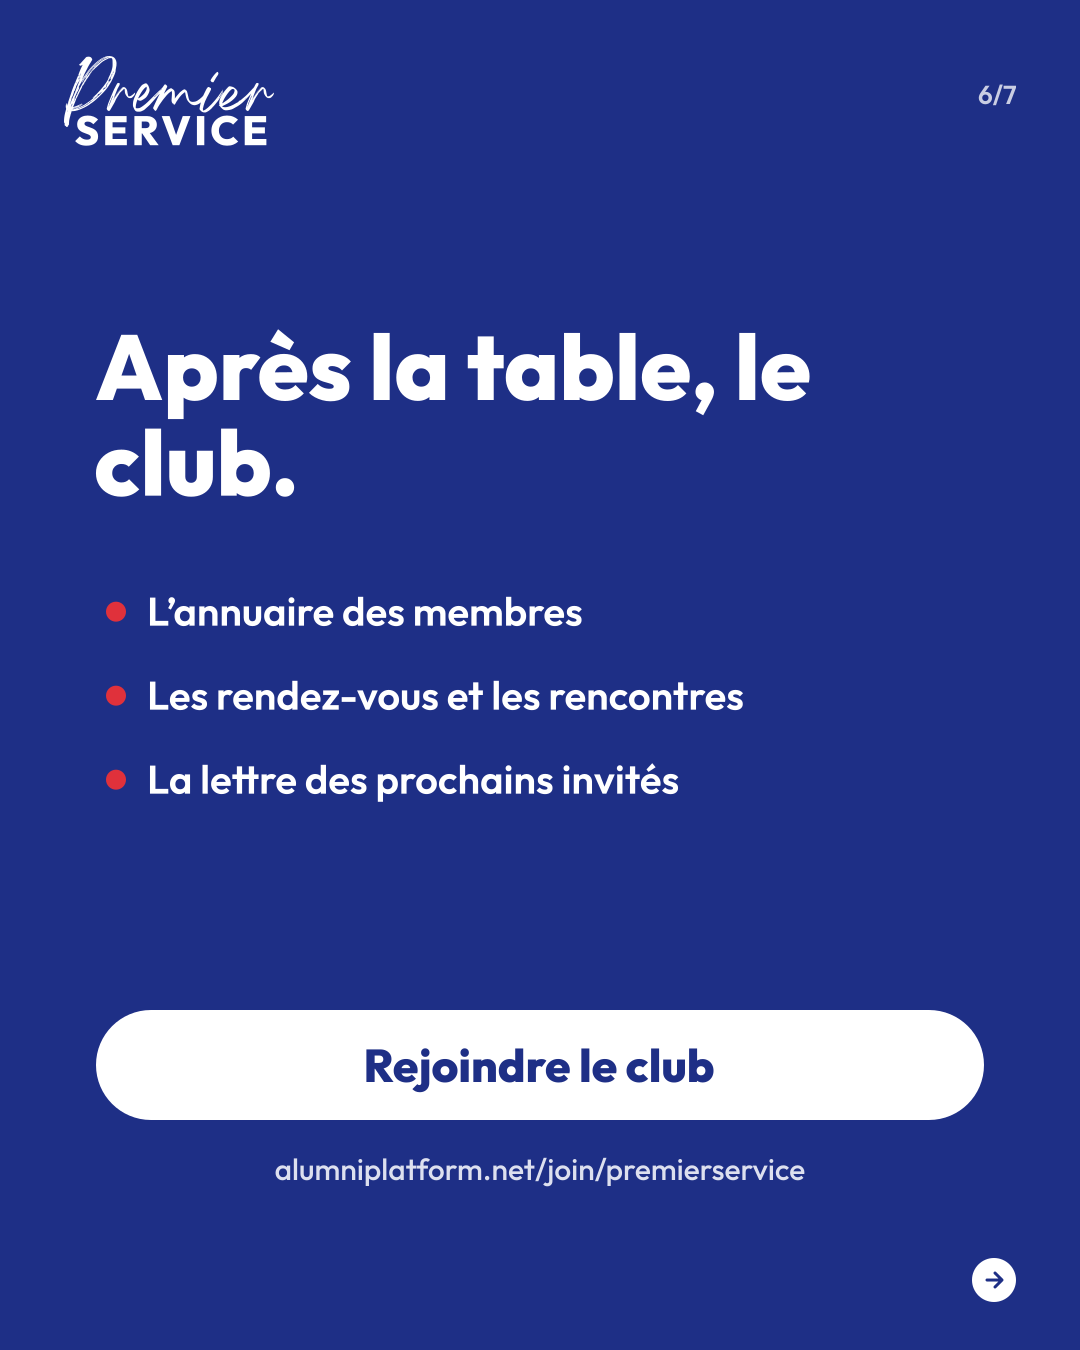 Premier
SERVICE
6/7
Après la table, le
club.
L’annuaire des membres
Les rendez-vous et les rencontres
La lettre des prochains invités
Rejoindre le club
alumniplatform.net/join/premierservice